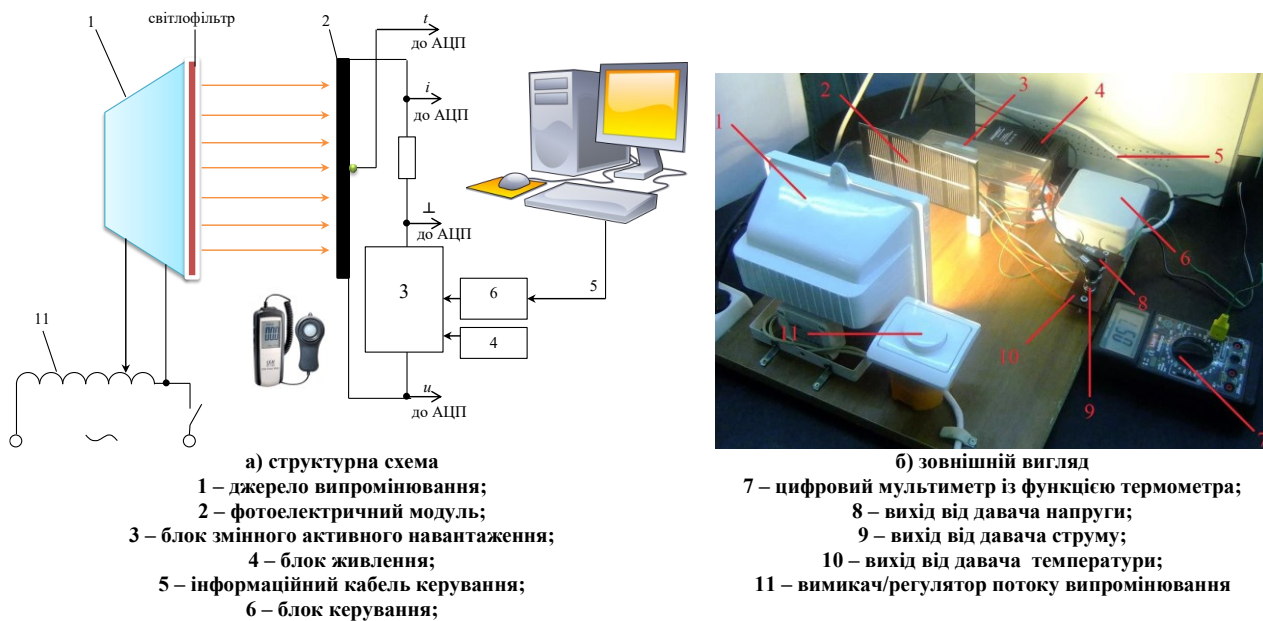 1
світлофільтр
2
t
до АЦП
i
до АЦП
⊥
до АЦП
3
6
5
4
11
u
до АЦП
1
2
3
4
5
6
7
8
9
10
11
а) структурна схема
1 – джерело випромінювання;
2 – фотоелектричний модуль;
3 – блок змінного активного навантаження;
4 – блок живлення;
5 – інформаційний кабель керування;
6 – блок керування;
б) зовнішній вигляд
7 – цифровий мультиметр із функцією термометра;
8 – вихід від давача напруги;
9 – вихід від давача струму;
10 – вихід від давача температури;
11 – вимикач/регулятор потоку випромінювання